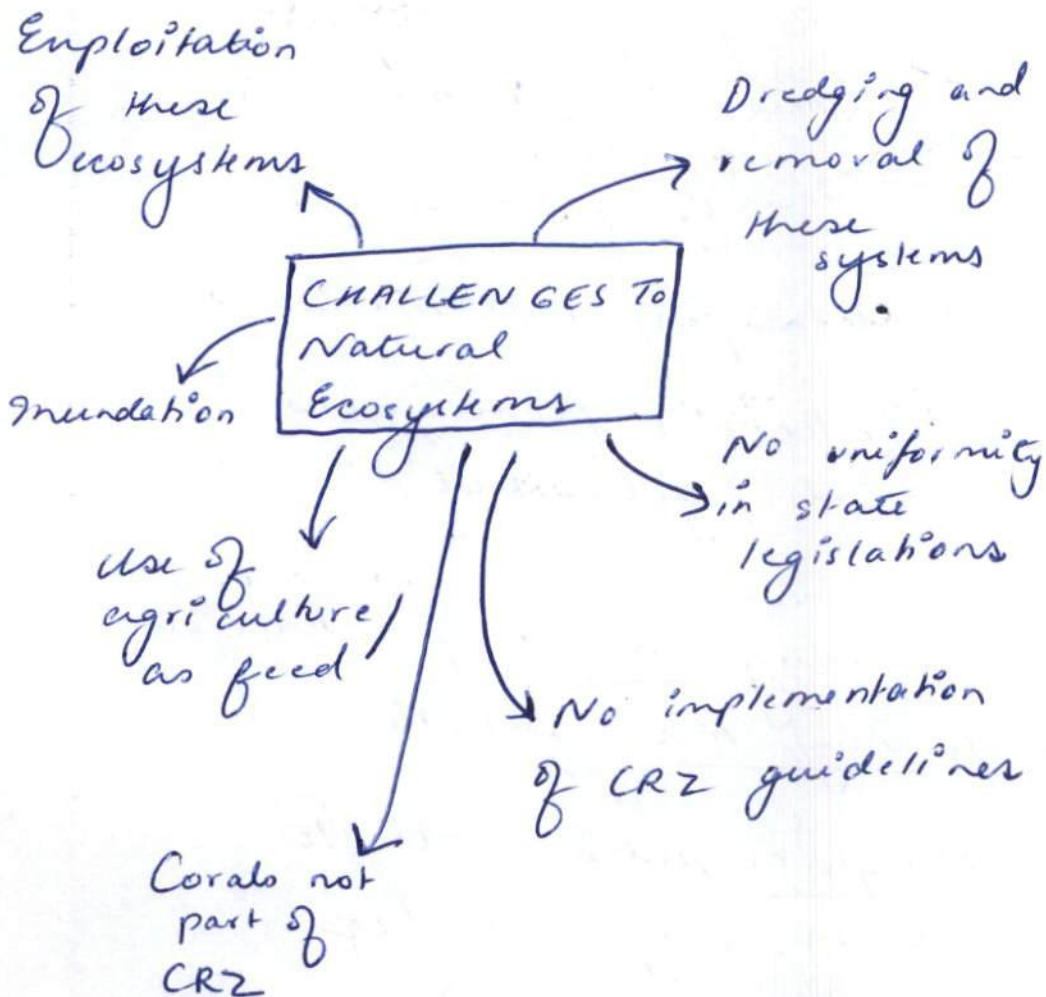 Exploitation
of these
ecosystems
Dredging and
removal of
these
systems
CHALLENGES To
Natural
Ecosystems
Inundation
No uniformity
in state
legislations
Use of
agriculture/
as feed
No implementation
of CRZ guidelines
Corals not
part of
CRZ